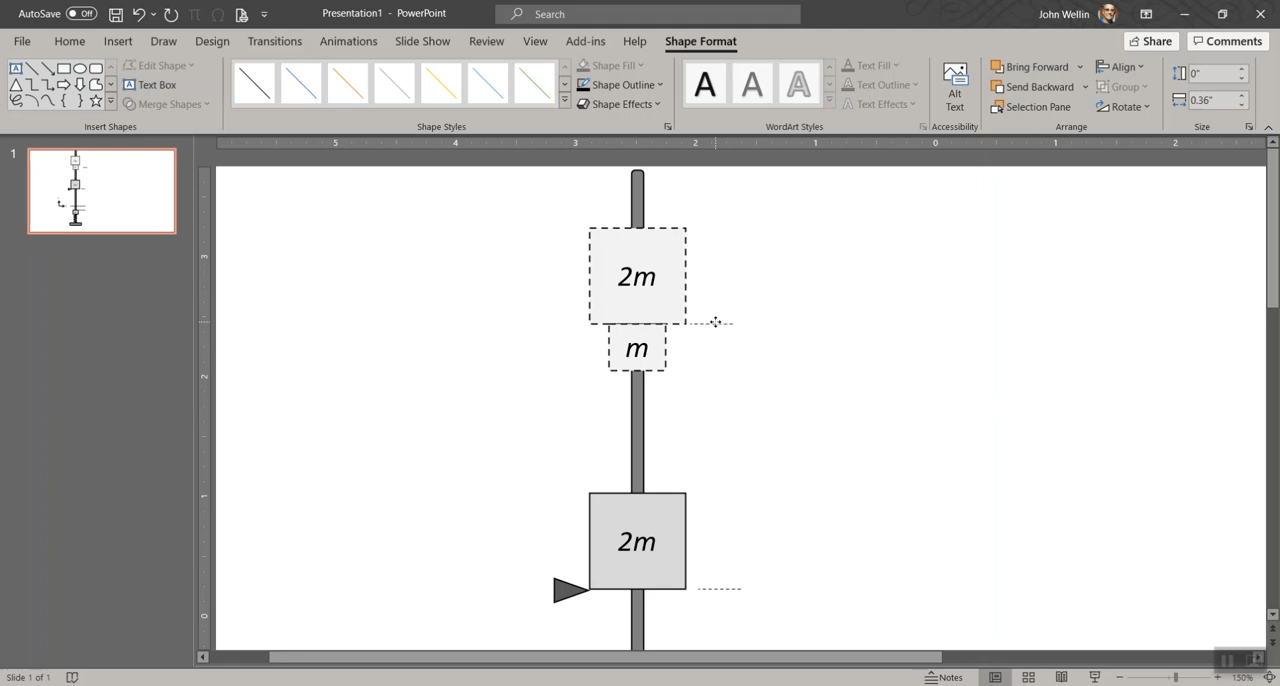 AutoSave Off Presentation1 - PowerPoint Search John Wellin
File Home Insert Draw Design Transitions Animations Slide Show Review View Add-ins Help Shape Format Share Comments
Edit Shape
Text Box
Merge Shapes
Insert Shapes
Shape Fill
Shape Outline
Shape Effects
Shape Styles
A A A
Text Fill
Text Outline
Text Effects
WordArt Styles
Alt
Text
Accessibility
Bring Forward Align
Send Backward Group
Selection Pane Rotate
Arrange
0"
0.36"
Size
5 4 3 2 1 0 1 2
1
3
2
1
0
2m
m
2m
Slide 1 of 1 Notes 150%